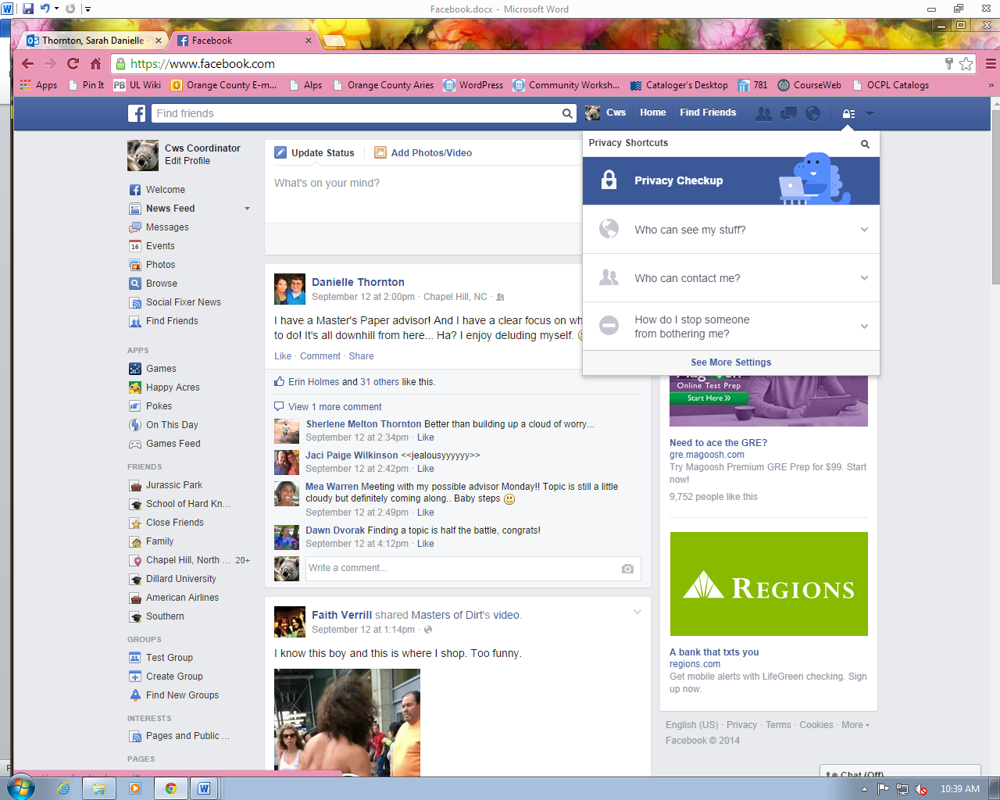 Facebook.docx - Microsoft Word
Thornton, Sarah Danielle
Facebook
https://www.facebook.com
Apps
Pin It
UL Wiki
Orange County E-m...
Alps
Orange County Aries
WordPress
Community Worksh...
Cataloger's Desktop
781
CourseWeb
OCPL Catalogs
»
Find friends
Cws
Home
Find Friends
Cws Coordinator
Edit Profile
Welcome
News Feed
Messages
16 Events
Photos
Browse
Social Fixer News
Find Friends
APPS
Games
Happy Acres
Pokes
On This Day
Games Feed
FRIENDS
Jurassic Park
School of Hard Kn...
Close Friends
Family
Chapel Hill, North ... 20+
Dillard University
American Airlines
Southern
GROUPS
Test Group
Create Group
Find New Groups
INTERESTS
Pages and Public ...
PAGES
Update Status
Add Photos/Video
What's on your mind?
Danielle Thornton
September 12 at 2:00pm · Chapel Hill, NC ·
I have a Master's Paper advisor! And I have a clear focus on
to do! It's all downhill from here... Ha? I enjoy deluding myself.
Like · Comment · Share
Erin Holmes and 31 others like this.
View 1 more comment
Sherlene Melton Thornton Better than building up a cloud of worry...
September 12 at 2:34pm · Like
Jaci Paige Wilkinson <<jealousyyyyyy>>
September 12 at 2:42pm · Like
Mea Warren Meeting with my possible advisor Monday!! Topic is still a little
cloudy but definitely coming along.. Baby steps
September 12 at 2:49pm · Like
Dawn Dvorak Finding a topic is half the battle, congrats!
September 12 at 4:12pm · Like
Write a comment...
Faith Verrill shared Masters of Dirt's video.
September 12 at 1:14pm ·
I know this boy and this is where I shop. Too funny.
Privacy Shortcuts
Privacy Checkup
Who can see my stuff?
Who can contact me?
How do I stop someone
from bothering me?
See More Settings
Online Test Prep
Start Here »
Need to ace the GRE?
gre.magoosh.com
Try Magoosh Premium GRE Prep for $99. Start
now!
9,752 people like this
REGIONS
A bank that txts you
regions.com
Get mobile alerts with LifeGreen checking. Sign
up now.
English (US) · Privacy · Terms · Cookies · More
Facebook © 2014
Chat (Off)
10:39 AM